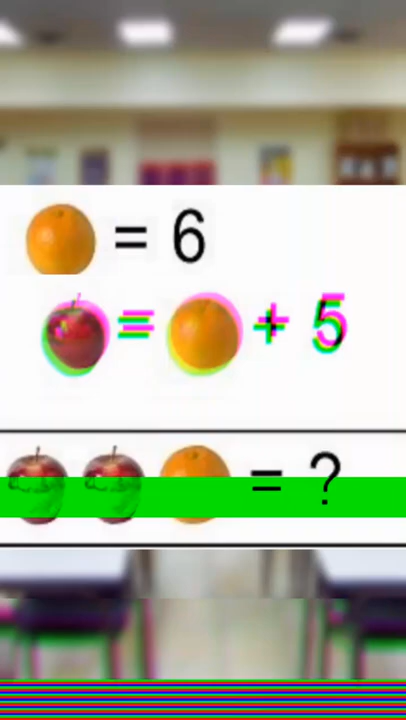 = 6
= + 5
= ?